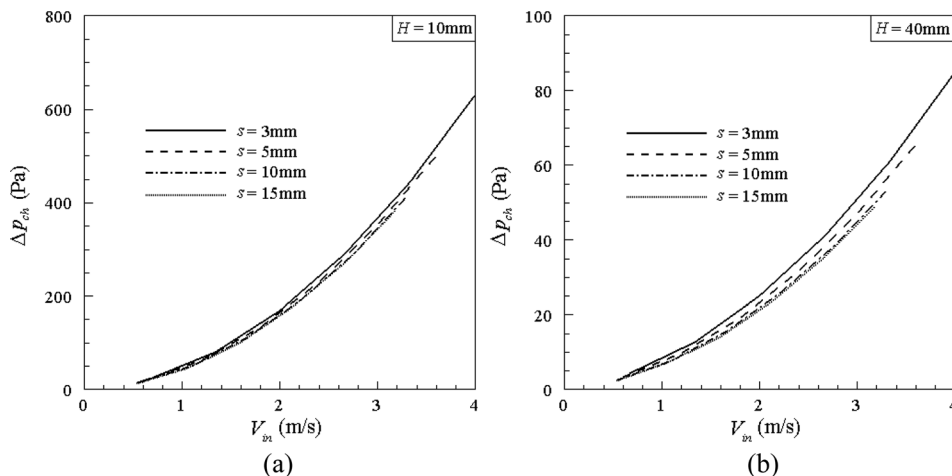 800
600
400
200
0
Δp_ch (Pa)
H = 10mm
s = 3mm
s = 5mm
s = 10mm
s = 15mm
0 1 2 3 4
V_in (m/s)
(a)
100
80
60
40
20
0
Δp_ch (Pa)
H = 40mm
s = 3mm
s = 5mm
s = 10mm
s = 15mm
0 1 2 3 4
V_in (m/s)
(b)